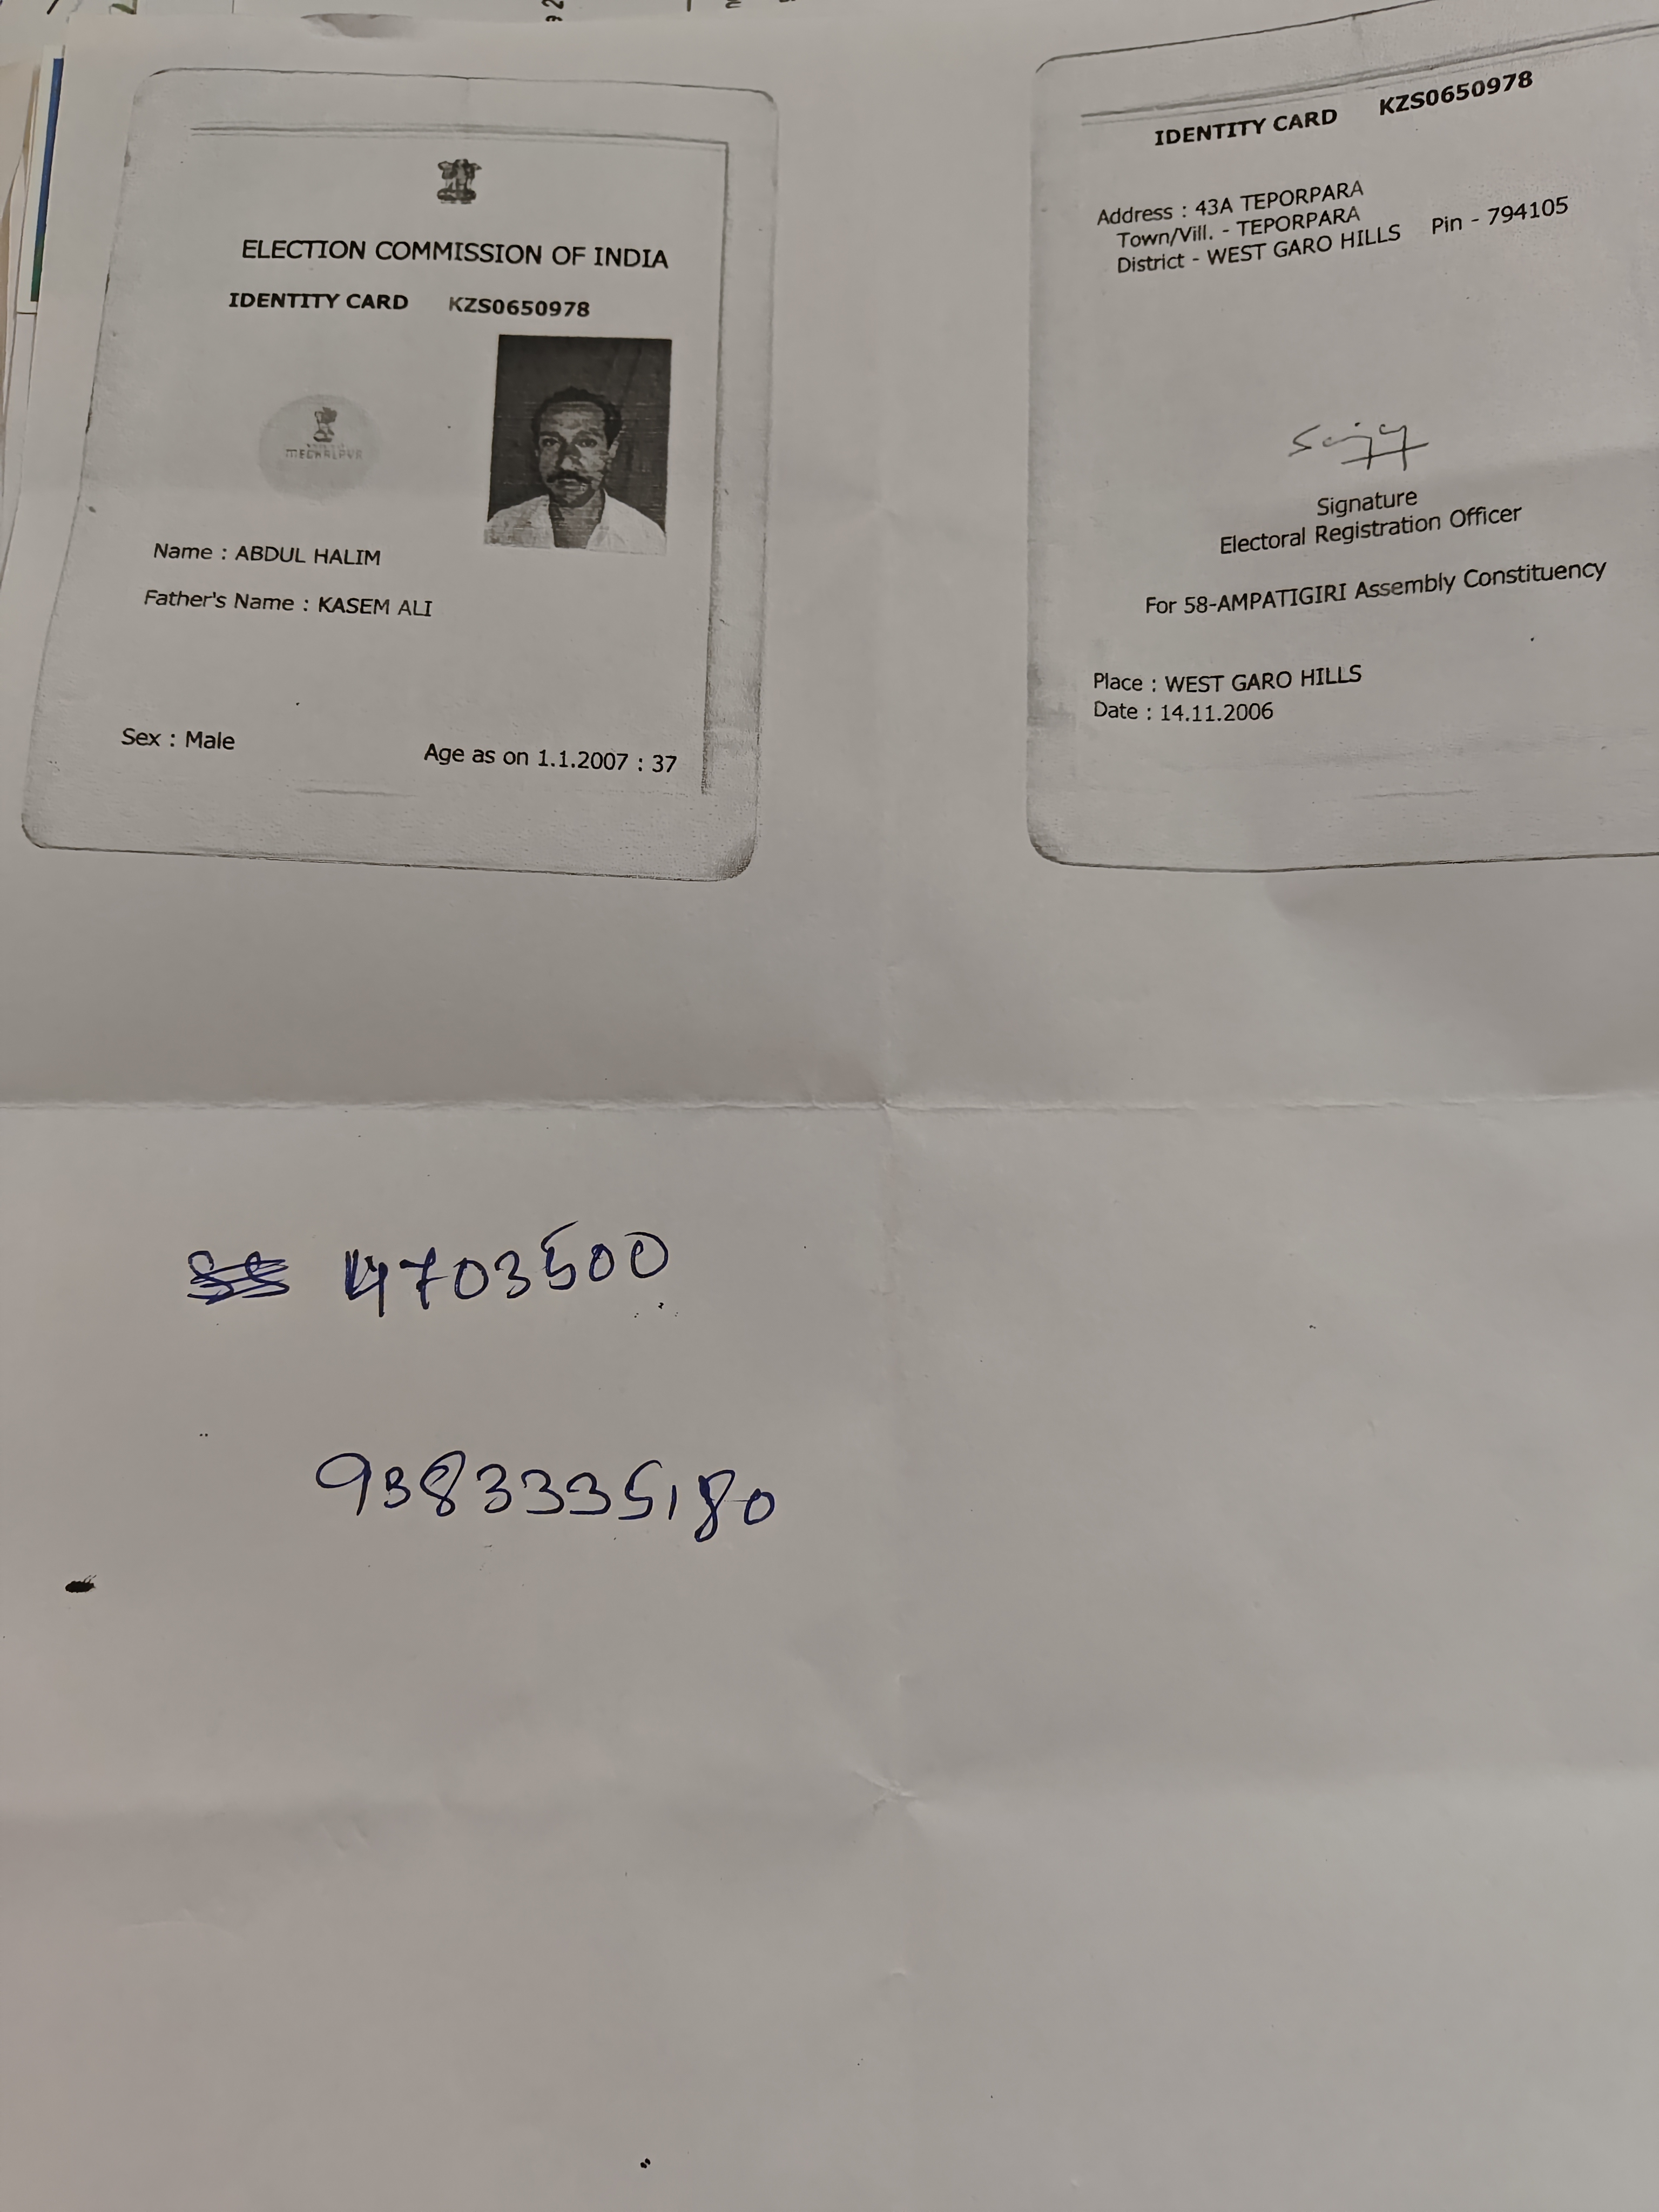 ELECTION COMMISSION OF INDIA
IDENTITY CARD KZS0650978
Name : ABDUL HALIM
Father's Name : KASEM ALI
Sex : Male Age as on 1.1.2007 : 37
IDENTITY CARD KZS0650978
Address : 43A TEPORPARA
Town/Vill. - TEPORPARA
District - WEST GARO HILLS Pin - 794105
Signature
Electoral Registration Officer
For 58-AMPATIGIRI Assembly Constituency
Place : WEST GARO HILLS
Date : 14.11.2006
4703500
9383335180